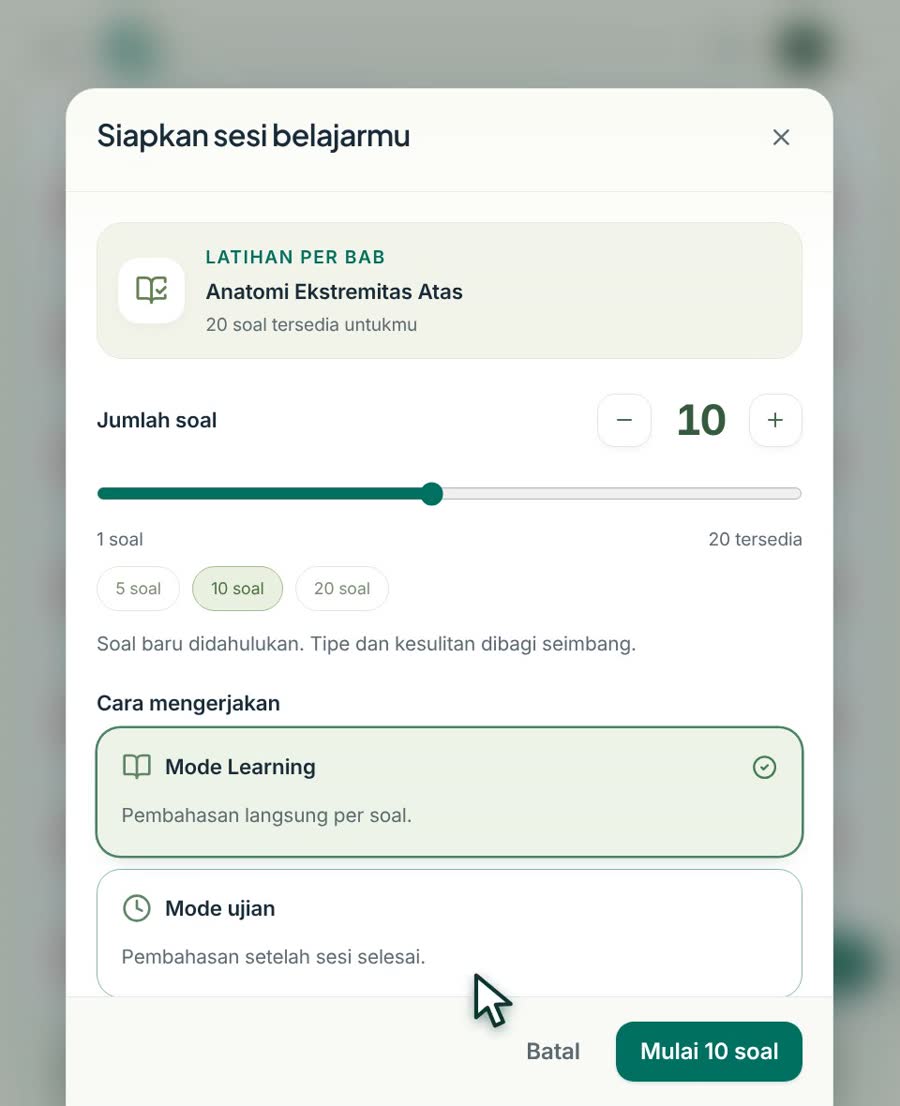 Siapkan sesi belajarmu
LATIHAN PER BAB
Anatomi Ekstremitas Atas
20 soal tersedia untukmu
Jumlah soal
10
1 soal
20 tersedia
5 soal
10 soal
20 soal
Soal baru didahulukan. Tipe dan kesulitan dibagi seimbang.
Cara mengerjakan
Mode Learning
Pembahasan langsung per soal.
Mode ujian
Pembahasan setelah sesi selesai.
Batal
Mulai 10 soal